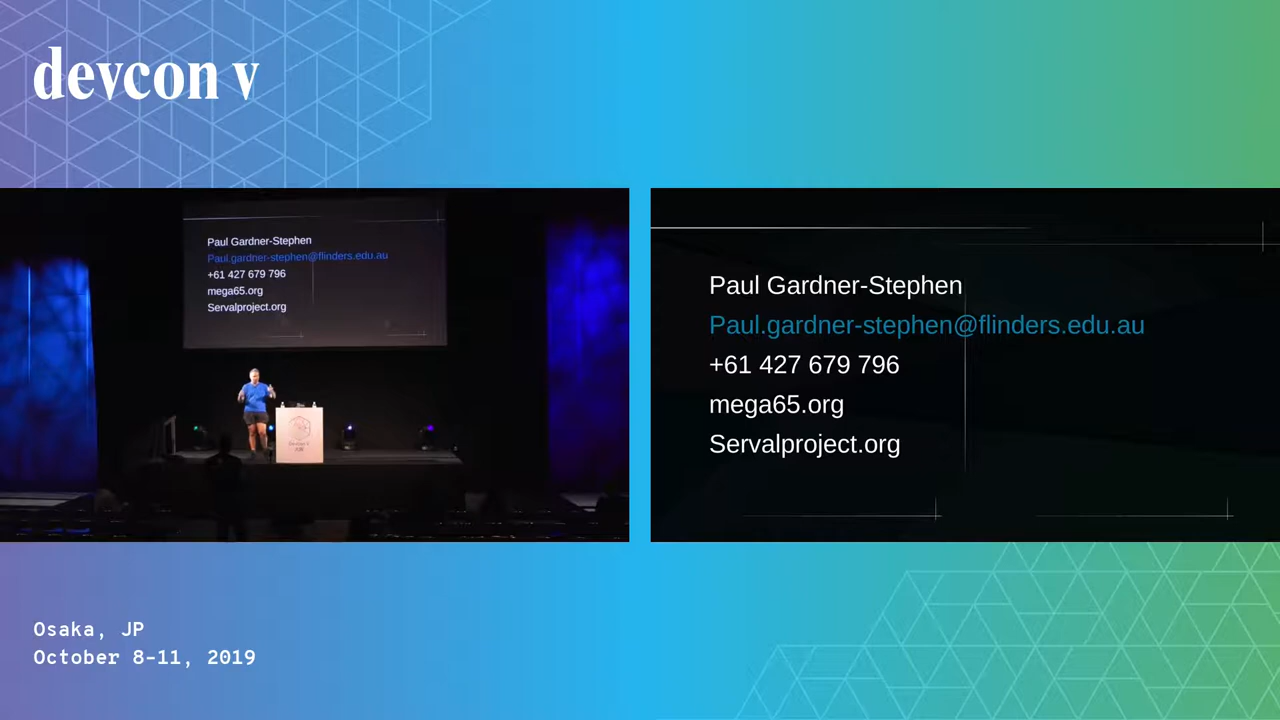 devcon v
Paul Gardner-Stephen
Paul.gardner-stephen@flinders.edu.au
+61 427 679 796
mega65.org
Servalproject.org
Paul Gardner-Stephen
Paul.gardner-stephen@flinders.edu.au
+61 427 679 796
mega65.org
Servalproject.org
Osaka, JP
October 8-11, 2019